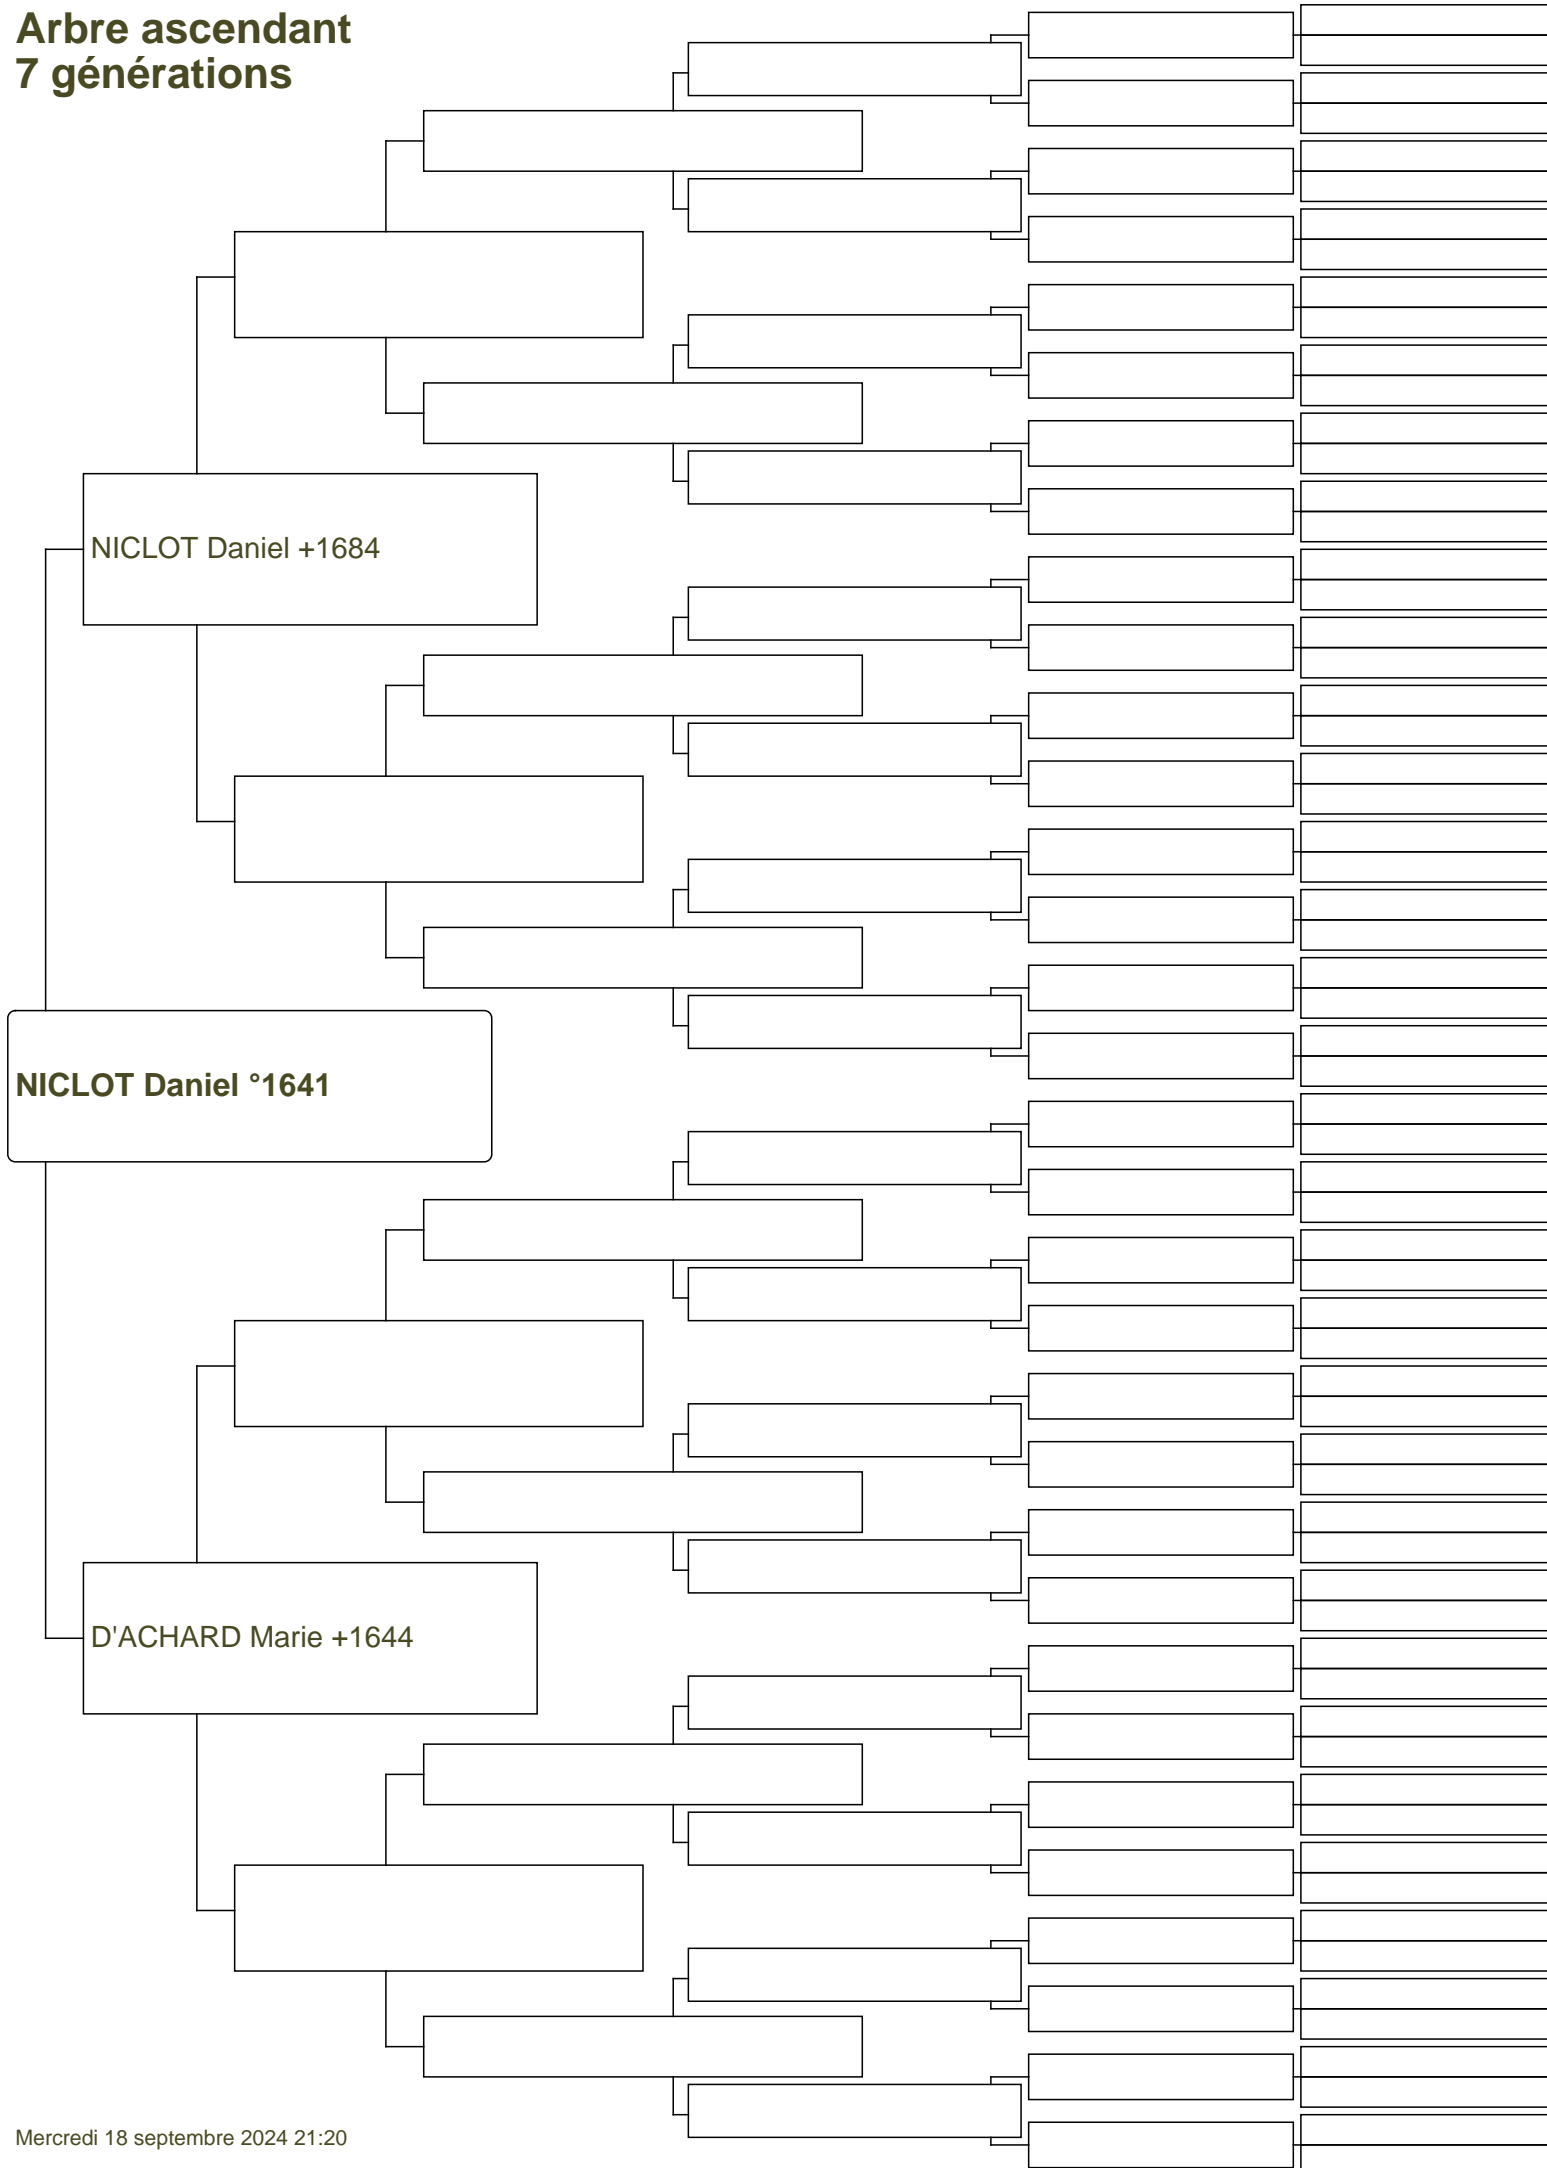 Arbre ascendant
7 générations
NICLOT Daniel +1684
NICLOT Daniel °1641
D'ACHARD Marie +1644
Mercredi 18 septembre 2024 21:20